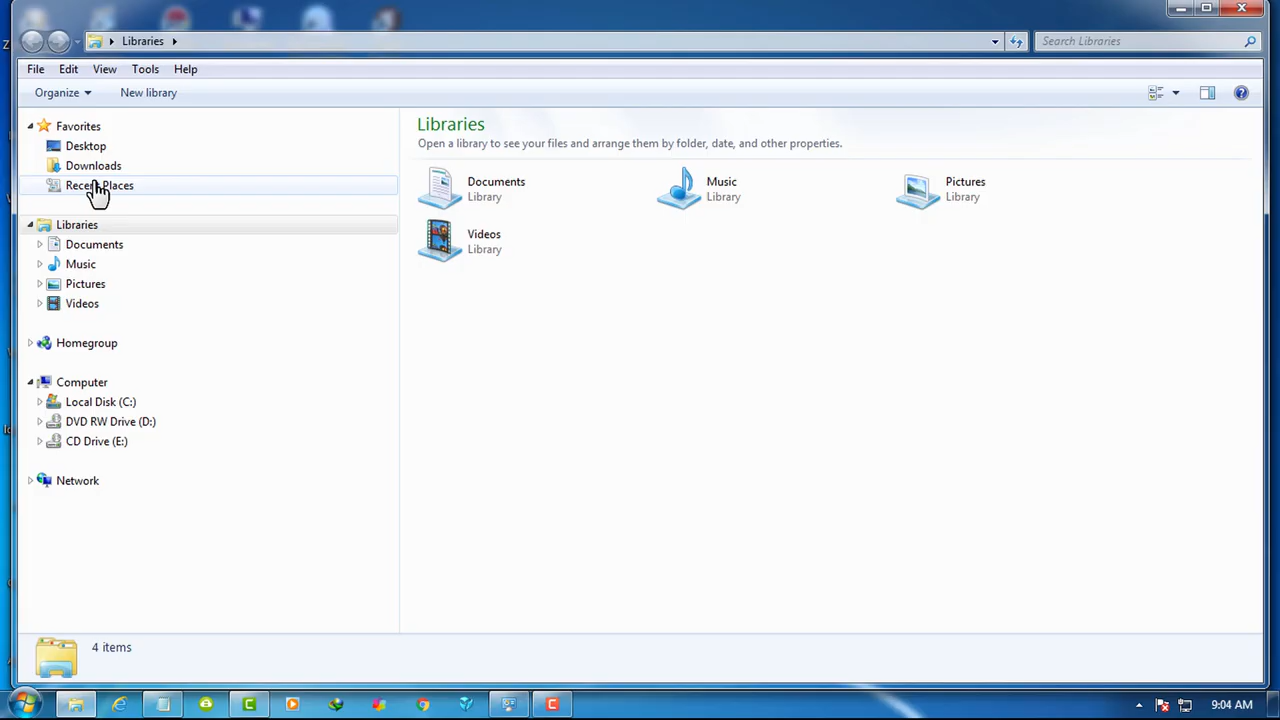 Libraries
Search Libraries
File Edit View Tools Help
Organize New library
Favorites
Desktop
Downloads
Recent Places
Libraries
Documents
Music
Pictures
Videos
Homegroup
Computer
Local Disk (C:)
DVD RW Drive (D:)
CD Drive (E:)
Network
Libraries
Open a library to see your files and arrange them by folder, date, and other properties.
Documents
Library
Music
Library
Pictures
Library
Videos
Library
4 items
9:04 AM